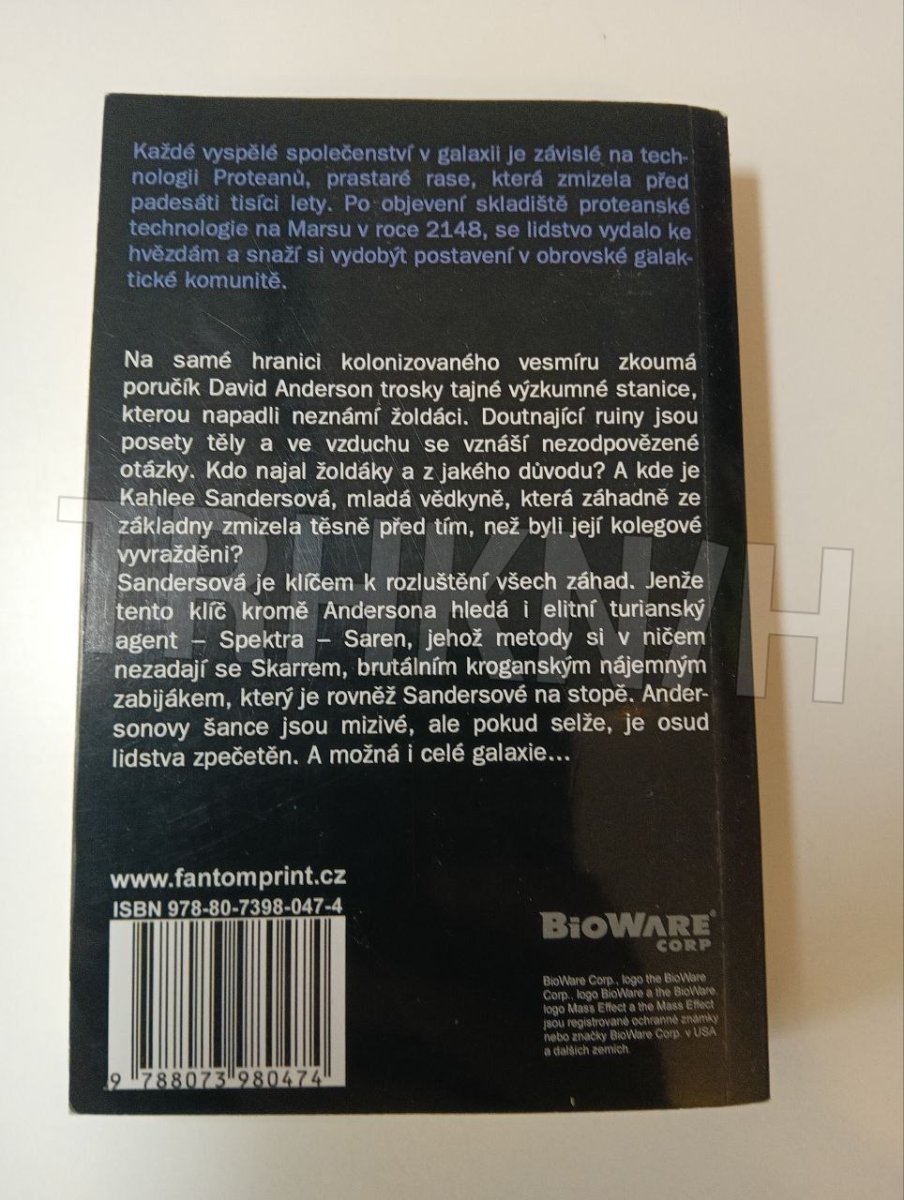 Každé vyspělé společenství v galaxii je závislé na tech-
nologii Proteanů, prastaré rase, která zmizela před
padesáti tisíci lety. Po objevení skladiště proteanské
technologie na Marsu v roce 2148, se lidstvo vydalo ke
hvězdám a snaží si vydobýt postavení v obrovské galak-
tické komunitě.
Na samé hranici kolonizovaného vesmíru zkoumá
poručík David Anderson trosky tajné výzkumné stanice,
kterou napadli neznámí žoldáci. Doutnající ruiny jsou
posety těly a ve vzduchu se vznáší nezodpovězené
otázky. Kdo najal žoldáky a z jakého důvodu? A kde je
Kahlee Sandersová, mladá vědkyně, která záhadně ze
základny zmizela těsně před tím, než byli její kolegové
vyvražděni?
Sandersová je klíčem k rozluštění všech záhad. Jenže
tento klíč kromě Andersona hledá i elitní turianský
agent – Spektra – Saren, jehož metody si v ničem
nezadají se Skarrem, brutálním kroganským nájemným
zabijákem, který je rovněž Sandersové na stopě. Ander-
sonovy šance jsou mizivé, ale pokud selže, je osud
lidstva zpečetěn. A možná i celé galaxie...
TRHKNIH
www.fantomprint.cz
ISBN 978-80-7398-047-4
9 788073 980474
BIOWARE®
CORP
BioWare Corp., logo the BioWare
Corp., logo BioWare a the BioWare
logo Mass Effect a the Mass Effect
jsou registrované ochranné známky
nebo značky BioWare Corp. v USA
a dalších zemích.